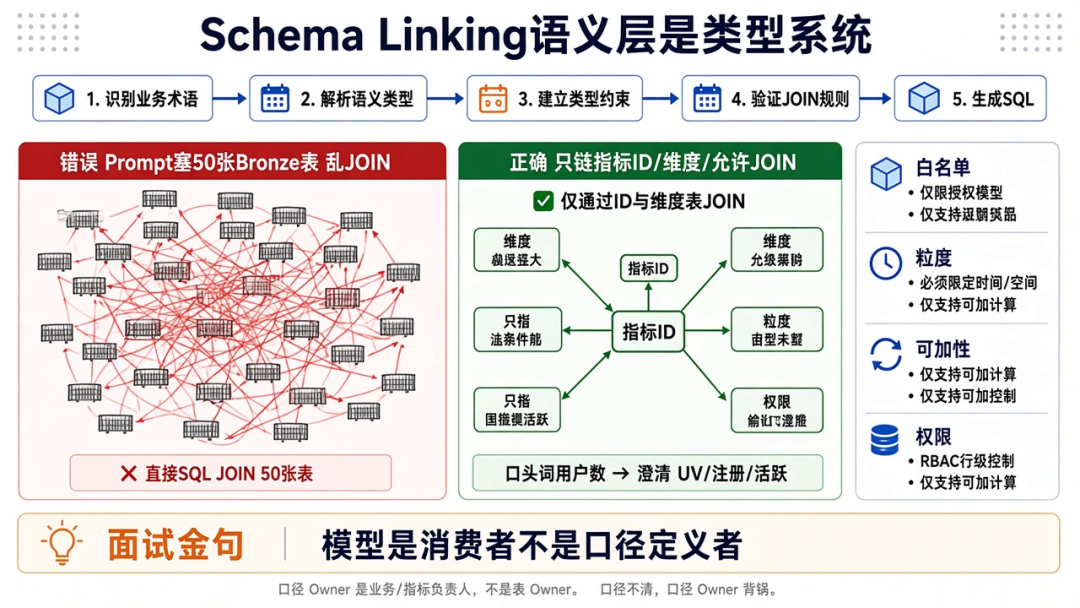 Schema Linking语义层是类型系统
1. 识别业务术语
2. 解析语义类型
3. 建立类型约束
4. 验证JOIN规则
5. 生成SQL
错误 Prompt塞50张Bronze表 乱JOIN
直接SQL JOIN 50张表
正确 只链指标ID/维度/允许JOIN
仅通过ID与维度表JOIN
维度
指标ID
维度
只指
指标ID
粒度
只指
活跃
权限
口头词用户数 → 澄清 UV/注册/活跃
白名单
• 仅限授权模型
• 仅支持
粒度
• 必须限定时间/空间
• 仅支持可加计算
可加性
• 仅支持可加计算
• 仅支持可加控制
权限
• RBAC行级控制
• 仅支持可加计算
面试金句
模型是消费者不是口径定义者
口径 Owner 是业务/指标负责人，不是表 Owner。 口径不清，口径 Owner 背锅。